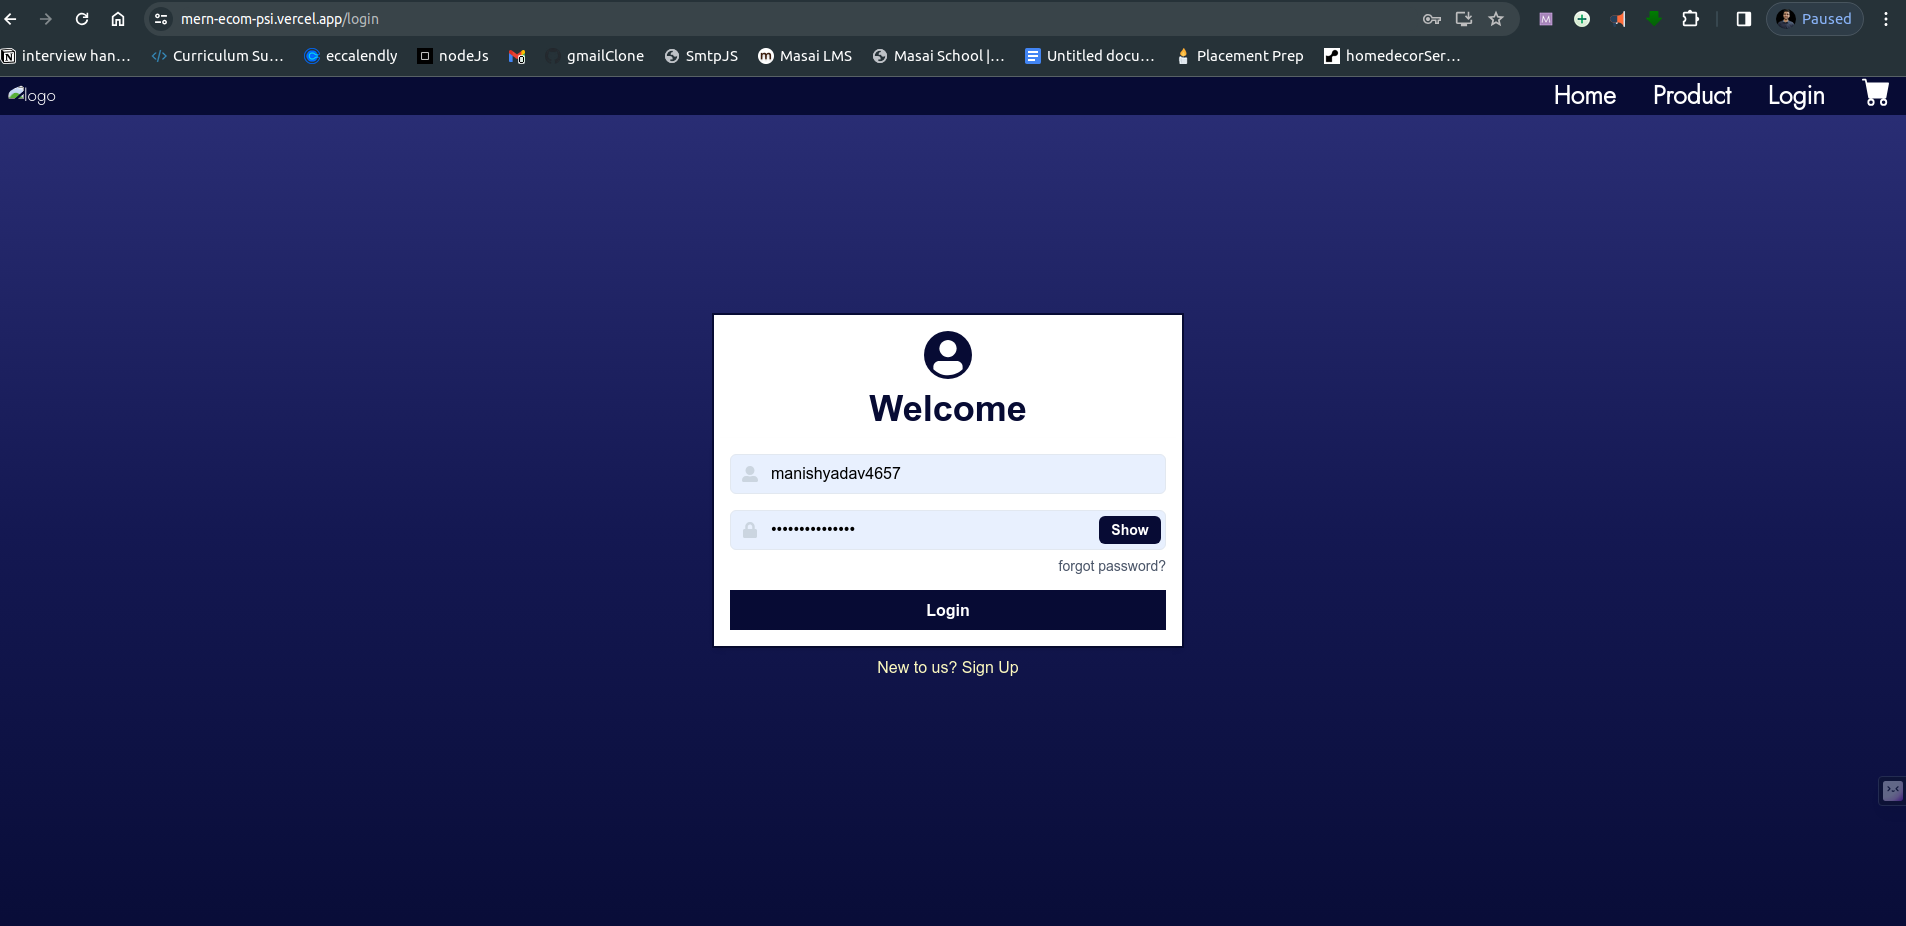 mern-ecom-psi.vercel.app/login
Paused
interview han...
Curriculum Su...
eccalendly
nodeJs
gmailClone
SmtpJS
Masai LMS
Masai School |...
Untitled docu...
Placement Prep
homedecorSer...
logo
Home
Product
Login
Welcome
manishyadav4657
•••••••••••••••
Show
forgot password?
Login
New to us? Sign Up